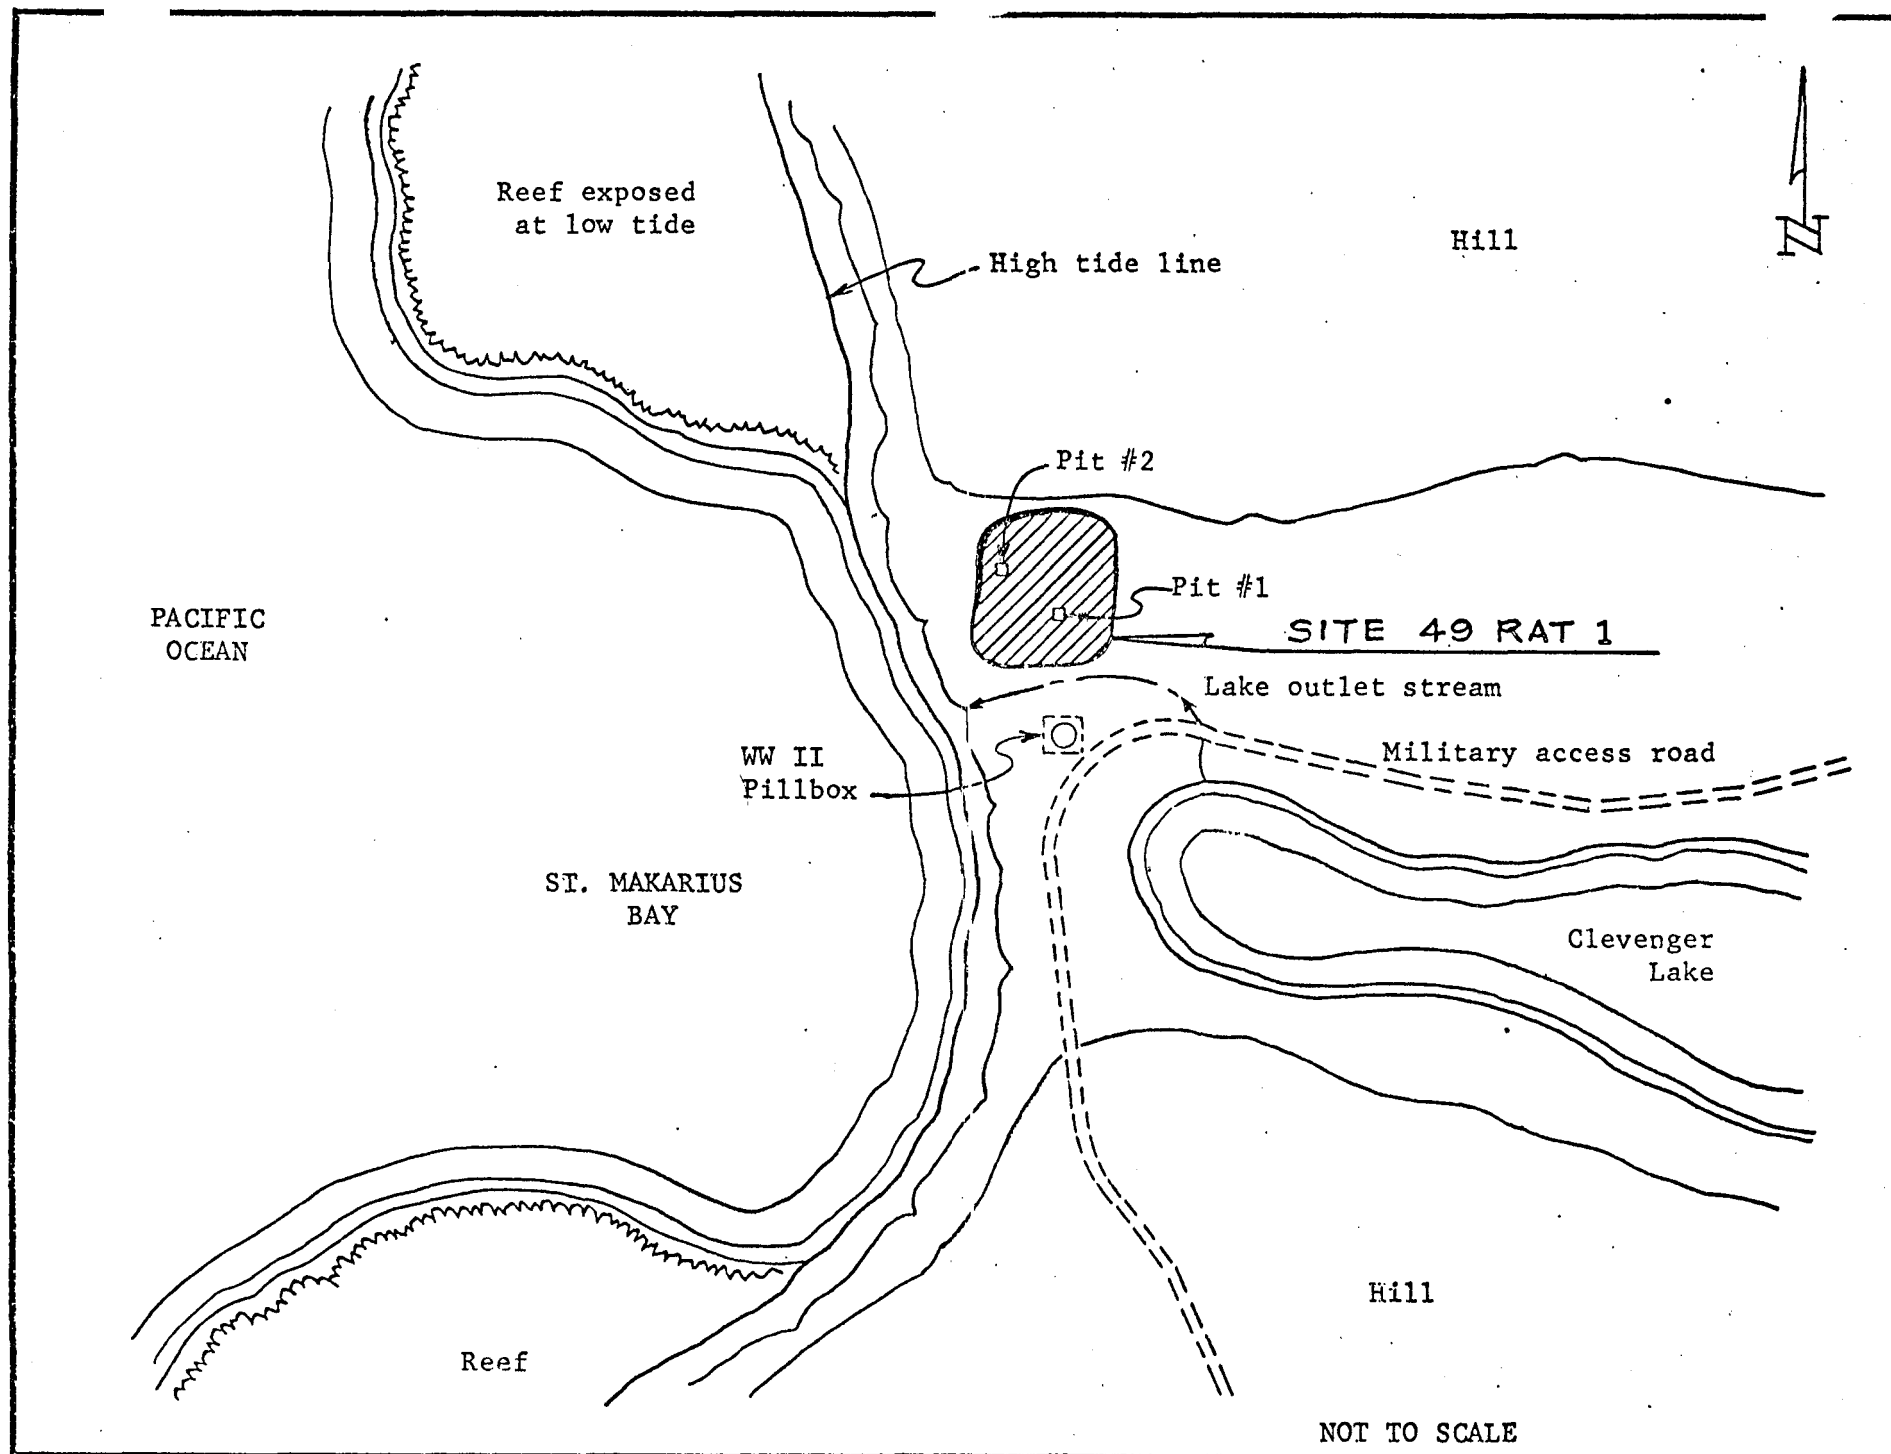 Reef exposed
at low tide
High tide line
Hill
N
Pit #2
Pit #1
PACIFIC
OCEAN
SITE 49 RAT 1
Lake outlet stream
WW II
Pillbox
Military access road
ST. MAKARIUS
BAY
Clevenger
Lake
Hill
Reef
NOT TO SCALE